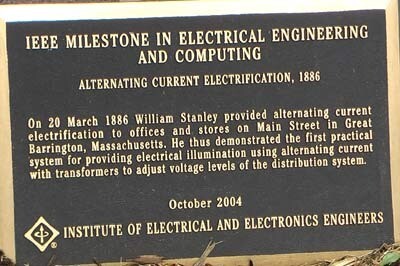 IEEE MILESTONE IN ELECTRICAL ENGINEERING
AND COMPUTING
ALTERNATING CURRENT ELECTRIFICATION, 1886
On 20 March 1886 William Stanley provided alternating current
electrification to offices and stores on Main Street in Great
Barrington, Massachusetts. He thus demonstrated the first practical
system for providing electrical illumination using alternating current
with transformers to adjust voltage levels of the distribution system.
October 2004
® INSTITUTE OF ELECTRICAL AND ELECTRONICS ENGINEERS